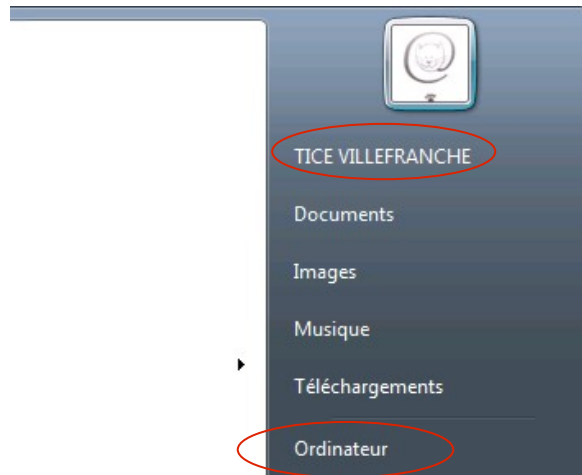 TICE VILLEFRANCHE
Documents
Images
Musique
Téléchargements
Ordinateur